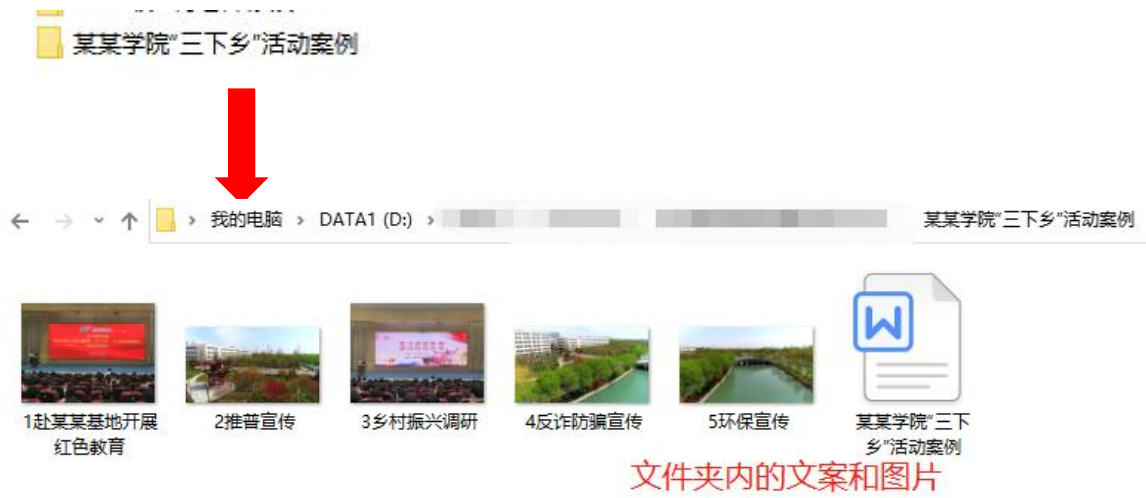 某某学院“三下乡”活动案例
我的电脑 › DATA1 (D:) › 某某学院“三下乡”活动案例
1赴某某基地开展
红色教育
2推普宣传
3乡村振兴调研
4反诈防骗宣传
5环保宣传
某某学院“三下
乡”活动案例
文件夹内的文案和图片